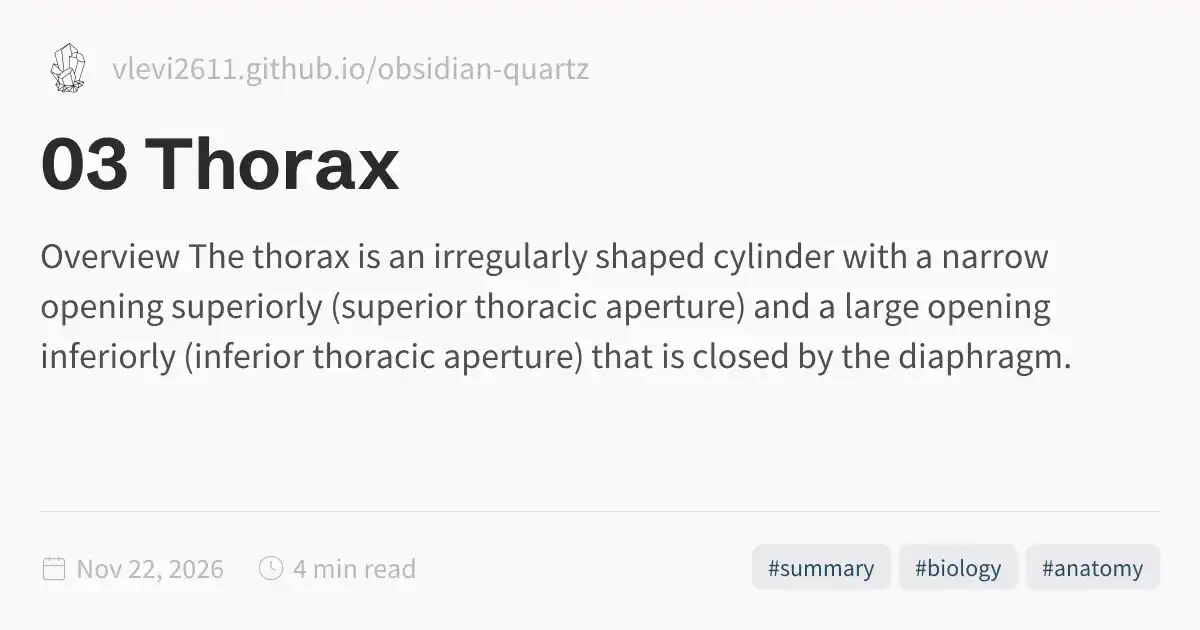 vlevi2611.github.io/obsidian-quartz
03 Thorax
Overview The thorax is an irregularly shaped cylinder with a narrow
opening superiorly (superior thoracic aperture) and a large opening
inferiorly (inferior thoracic aperture) that is closed by the diaphragm.
Nov 22, 2026 4 min read #summary #biology #anatomy